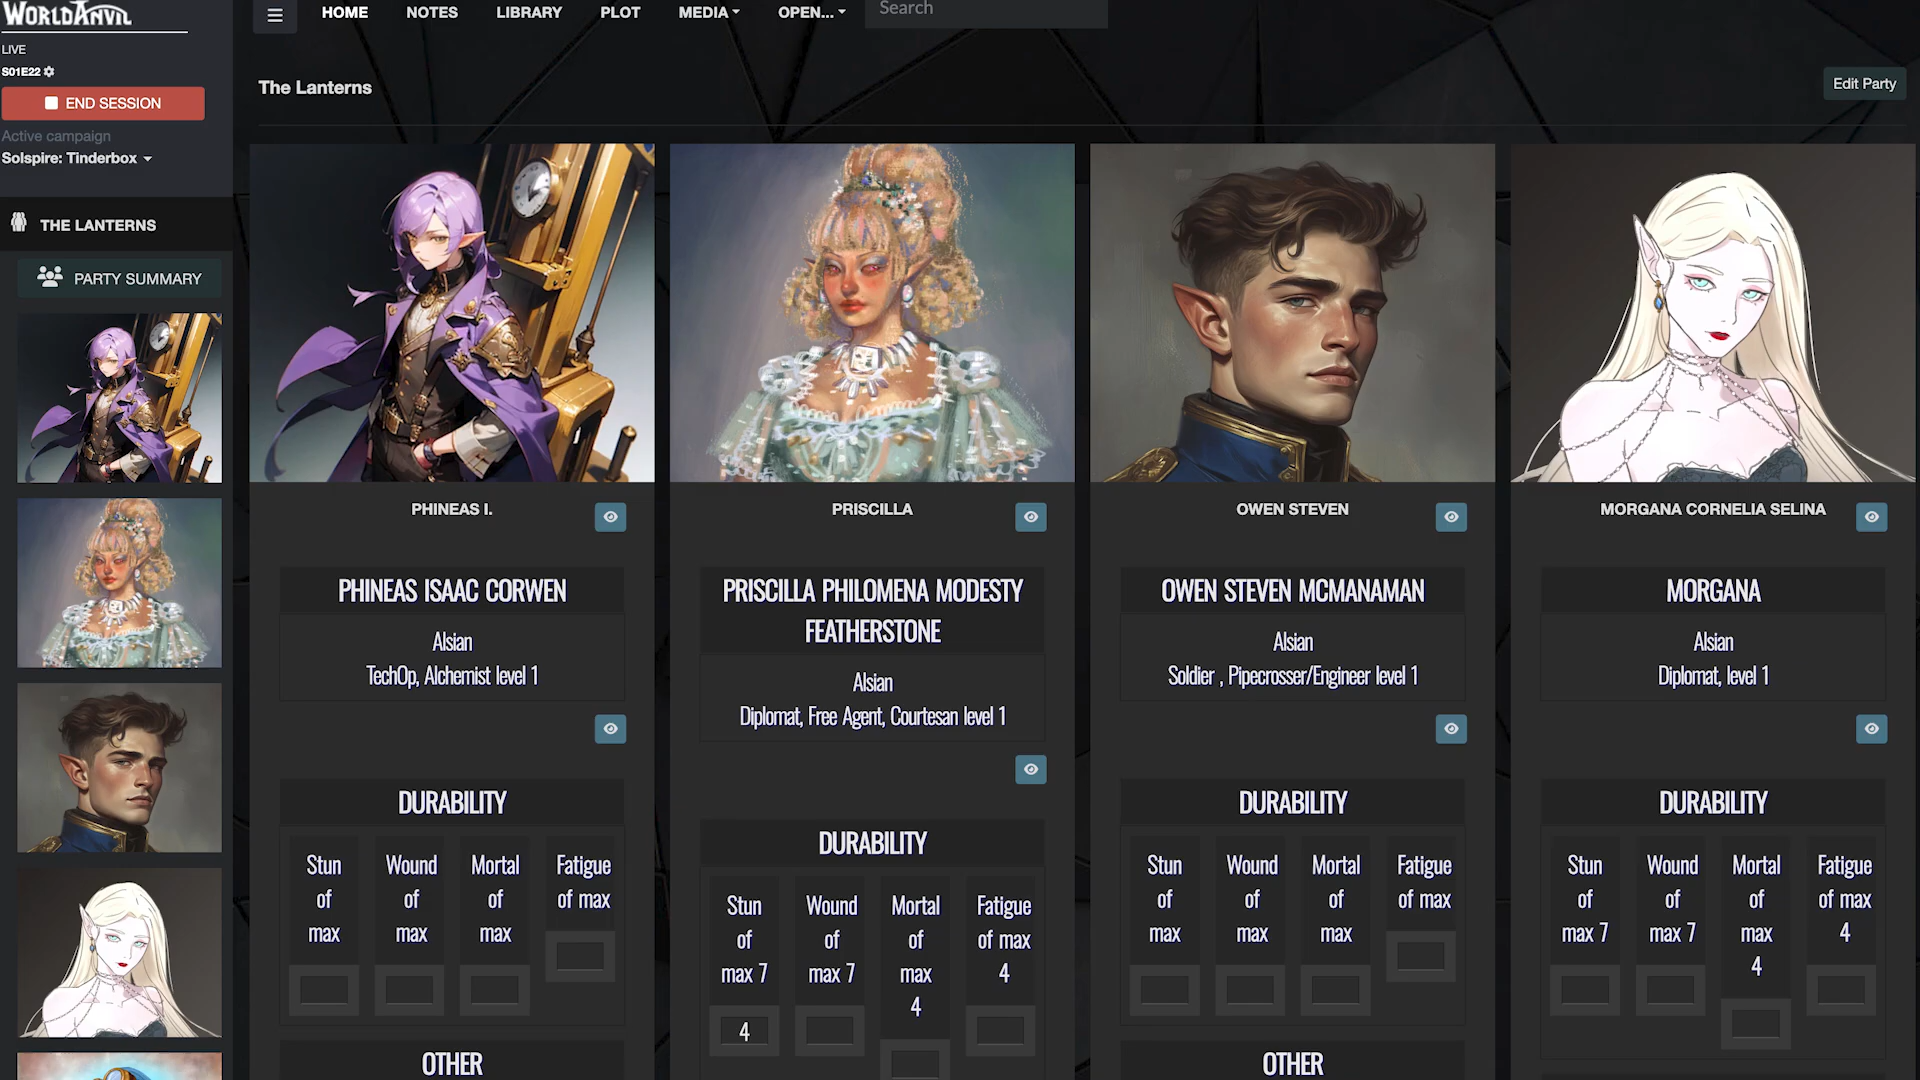 WORLDANVIL
LIVE
S01E22
END SESSION
Active campaign
Solspire: Tinderbox
THE LANTERNS
PARTY SUMMARY
HOME NOTES LIBRARY PLOT MEDIA OPEN... Search
The Lanterns
Edit Party
PHINEAS I.
PHINEAS ISAAC CORWEN
Alsian
TechOp, Alchemist level 1
DURABILITY
Stun of max
Wound of max
Mortal of max
Fatigue of max
OTHER
PRISCILLA
PRISCILLA PHILOMENA MODESTY
FEATHERSTONE
Alsian
Diplomat, Free Agent, Courtesan level 1
DURABILITY
Stun of max 7
4
Wound of max 7
Mortal of max 4
Fatigue of max 4
OWEN STEVEN
OWEN STEVEN MCMANAMAN
Alsian
Soldier , Pipecrosser/Engineer level 1
DURABILITY
Stun of max
Wound of max
Mortal of max
Fatigue of max
OTHER
MORGANA CORNELIA SELINA
MORGANA
Alsian
Diplomat, level 1
DURABILITY
Stun of max 7
Wound of max 7
Mortal of max 4
Fatigue of max 4